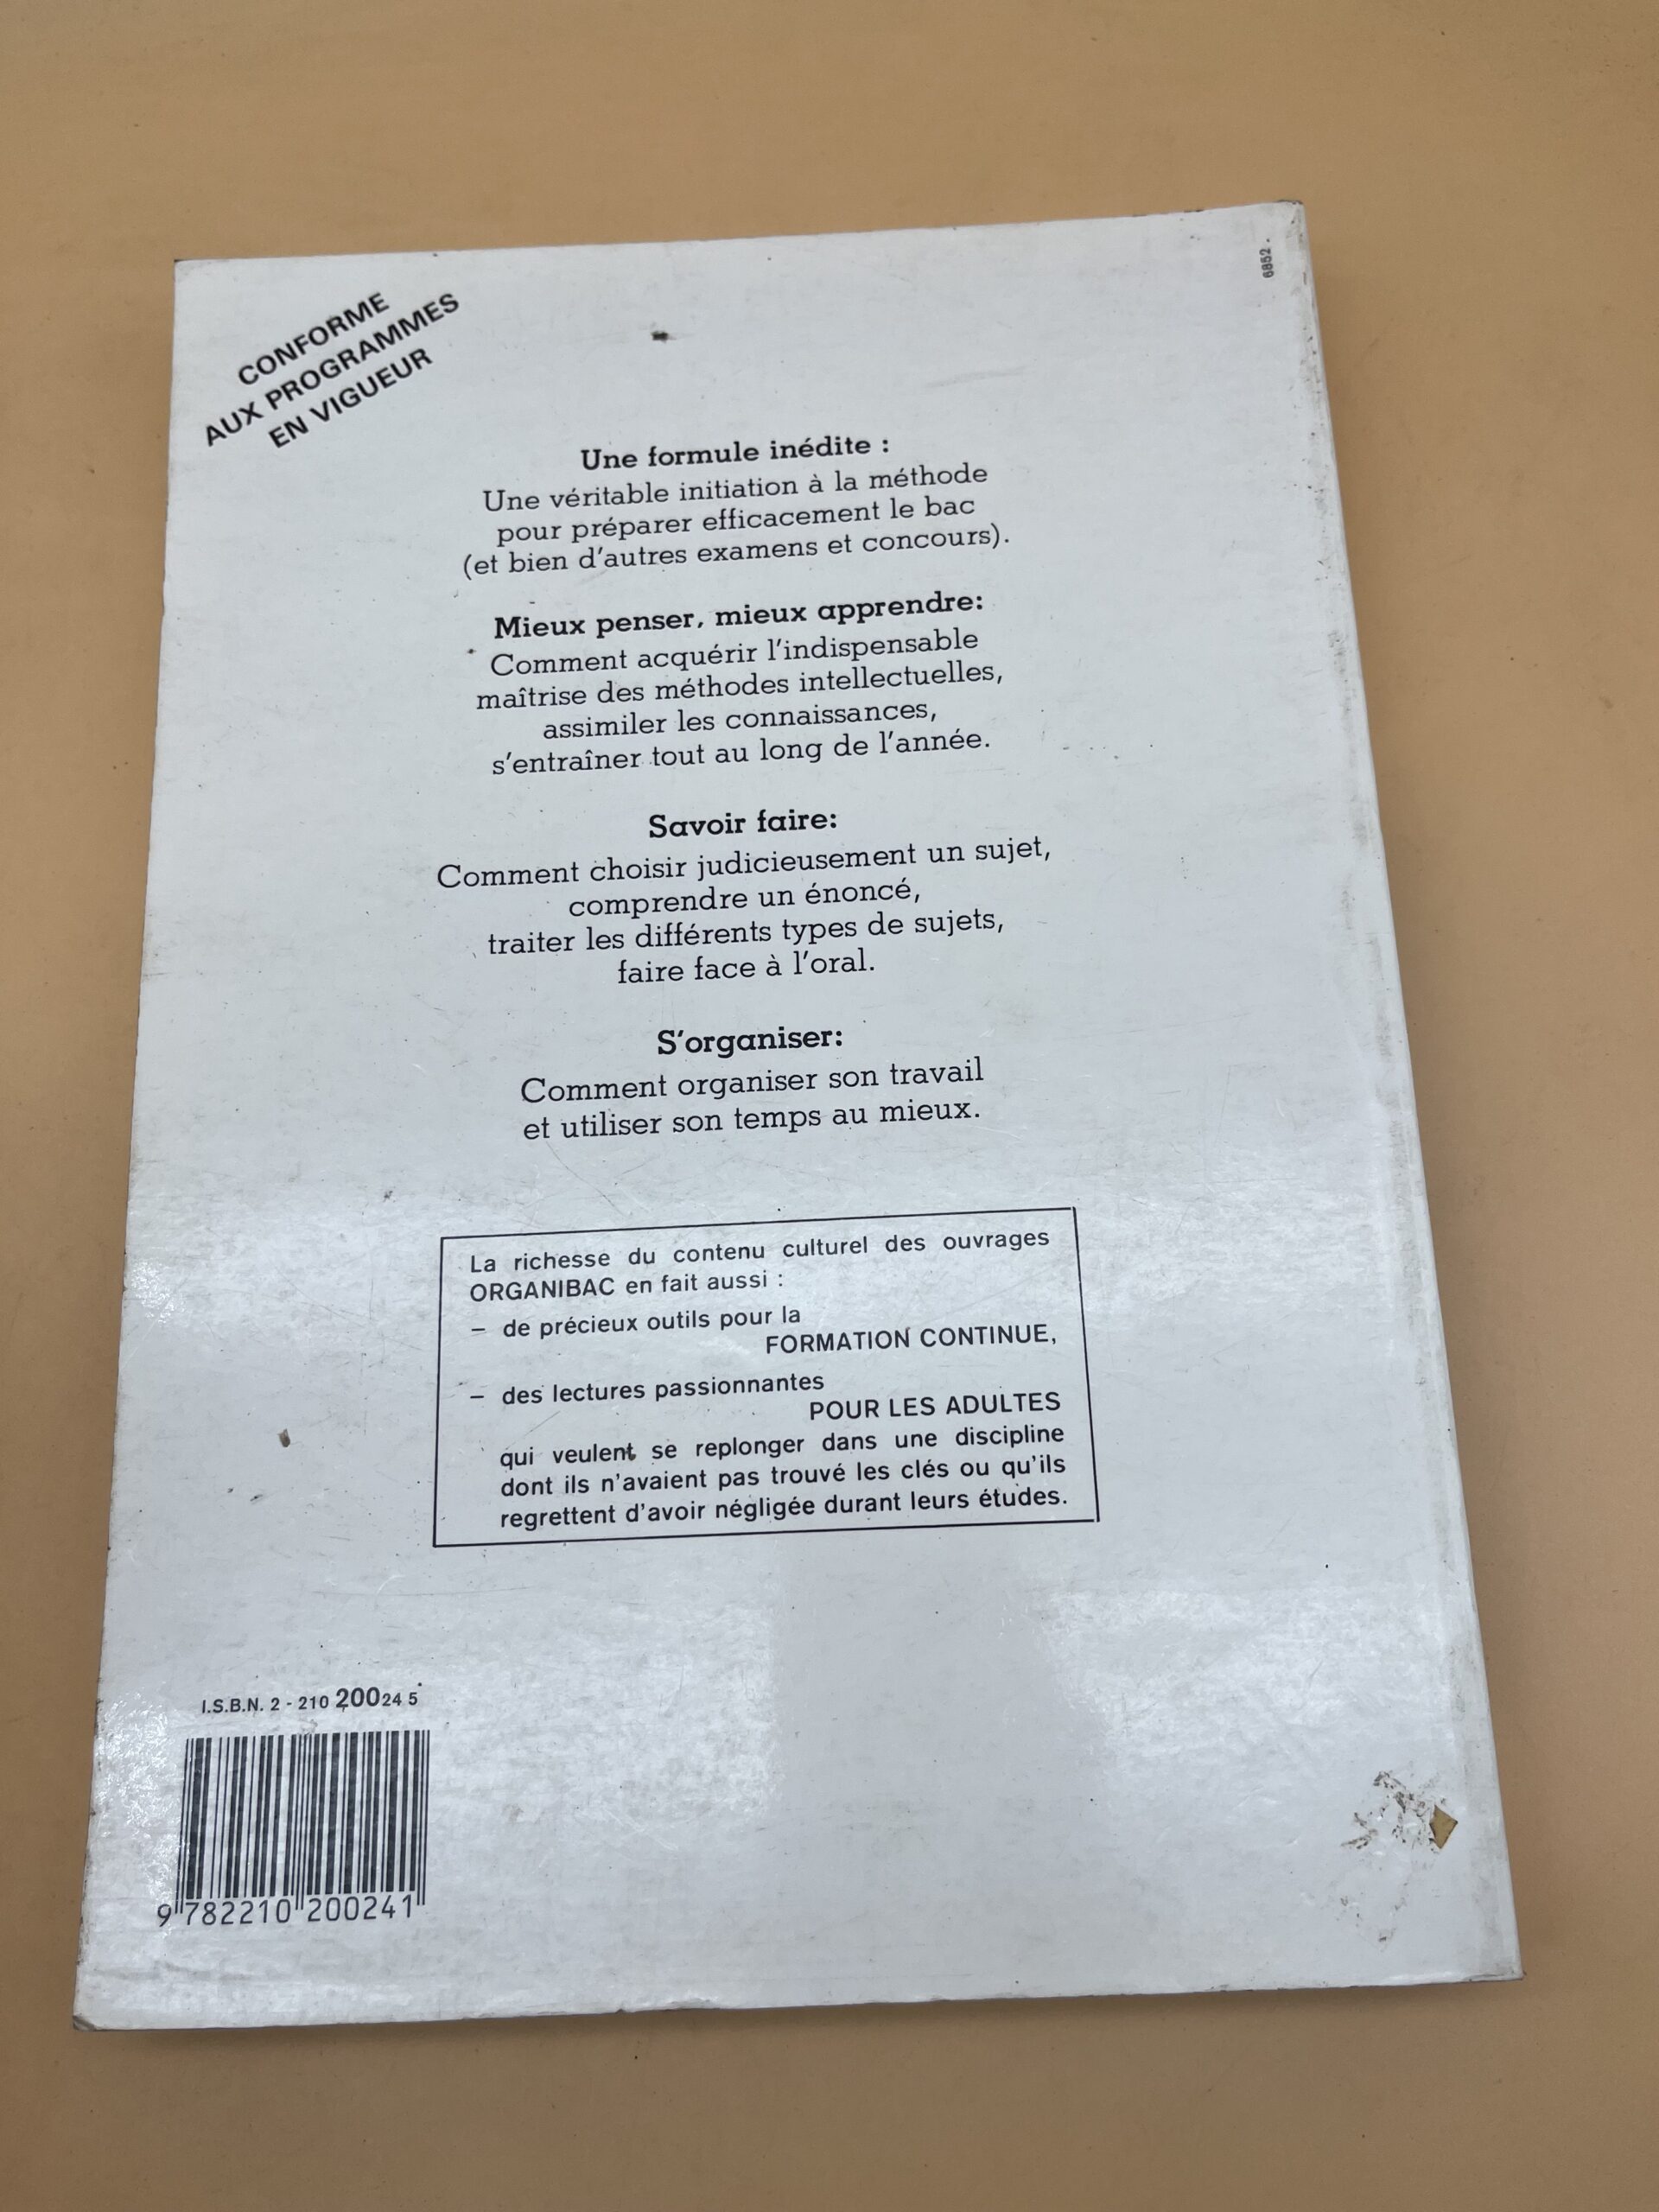 6852.
CONFORME
AUX PROGRAMMES
EN VIGUEUR
Une formule inédite :
Une véritable initiation à la méthode
pour préparer efficacement le bac
(et bien d'autres examens et concours).
Mieux penser, mieux apprendre:
Comment acquérir l'indispensable
maîtrise des méthodes intellectuelles,
assimiler les connaissances,
s'entraîner tout au long de l'année.
Savoir faire:
Comment choisir judicieusement un sujet,
comprendre un énoncé,
traiter les différents types de sujets,
faire face à l'oral.
S'organiser:
Comment organiser son travail
et utiliser son temps au mieux.
La richesse du contenu culturel des ouvrages
ORGANIBAC en fait aussi :
– de précieux outils pour la
FORMATION CONTINUE,
– des lectures passionnantes
POUR LES ADULTES
qui veulent se replonger dans une discipline
dont ils n'avaient pas trouvé les clés ou qu'ils
regrettent d'avoir négligée durant leurs études.
I.S.B.N. 2 - 210 200 24 5
9 782210 200241